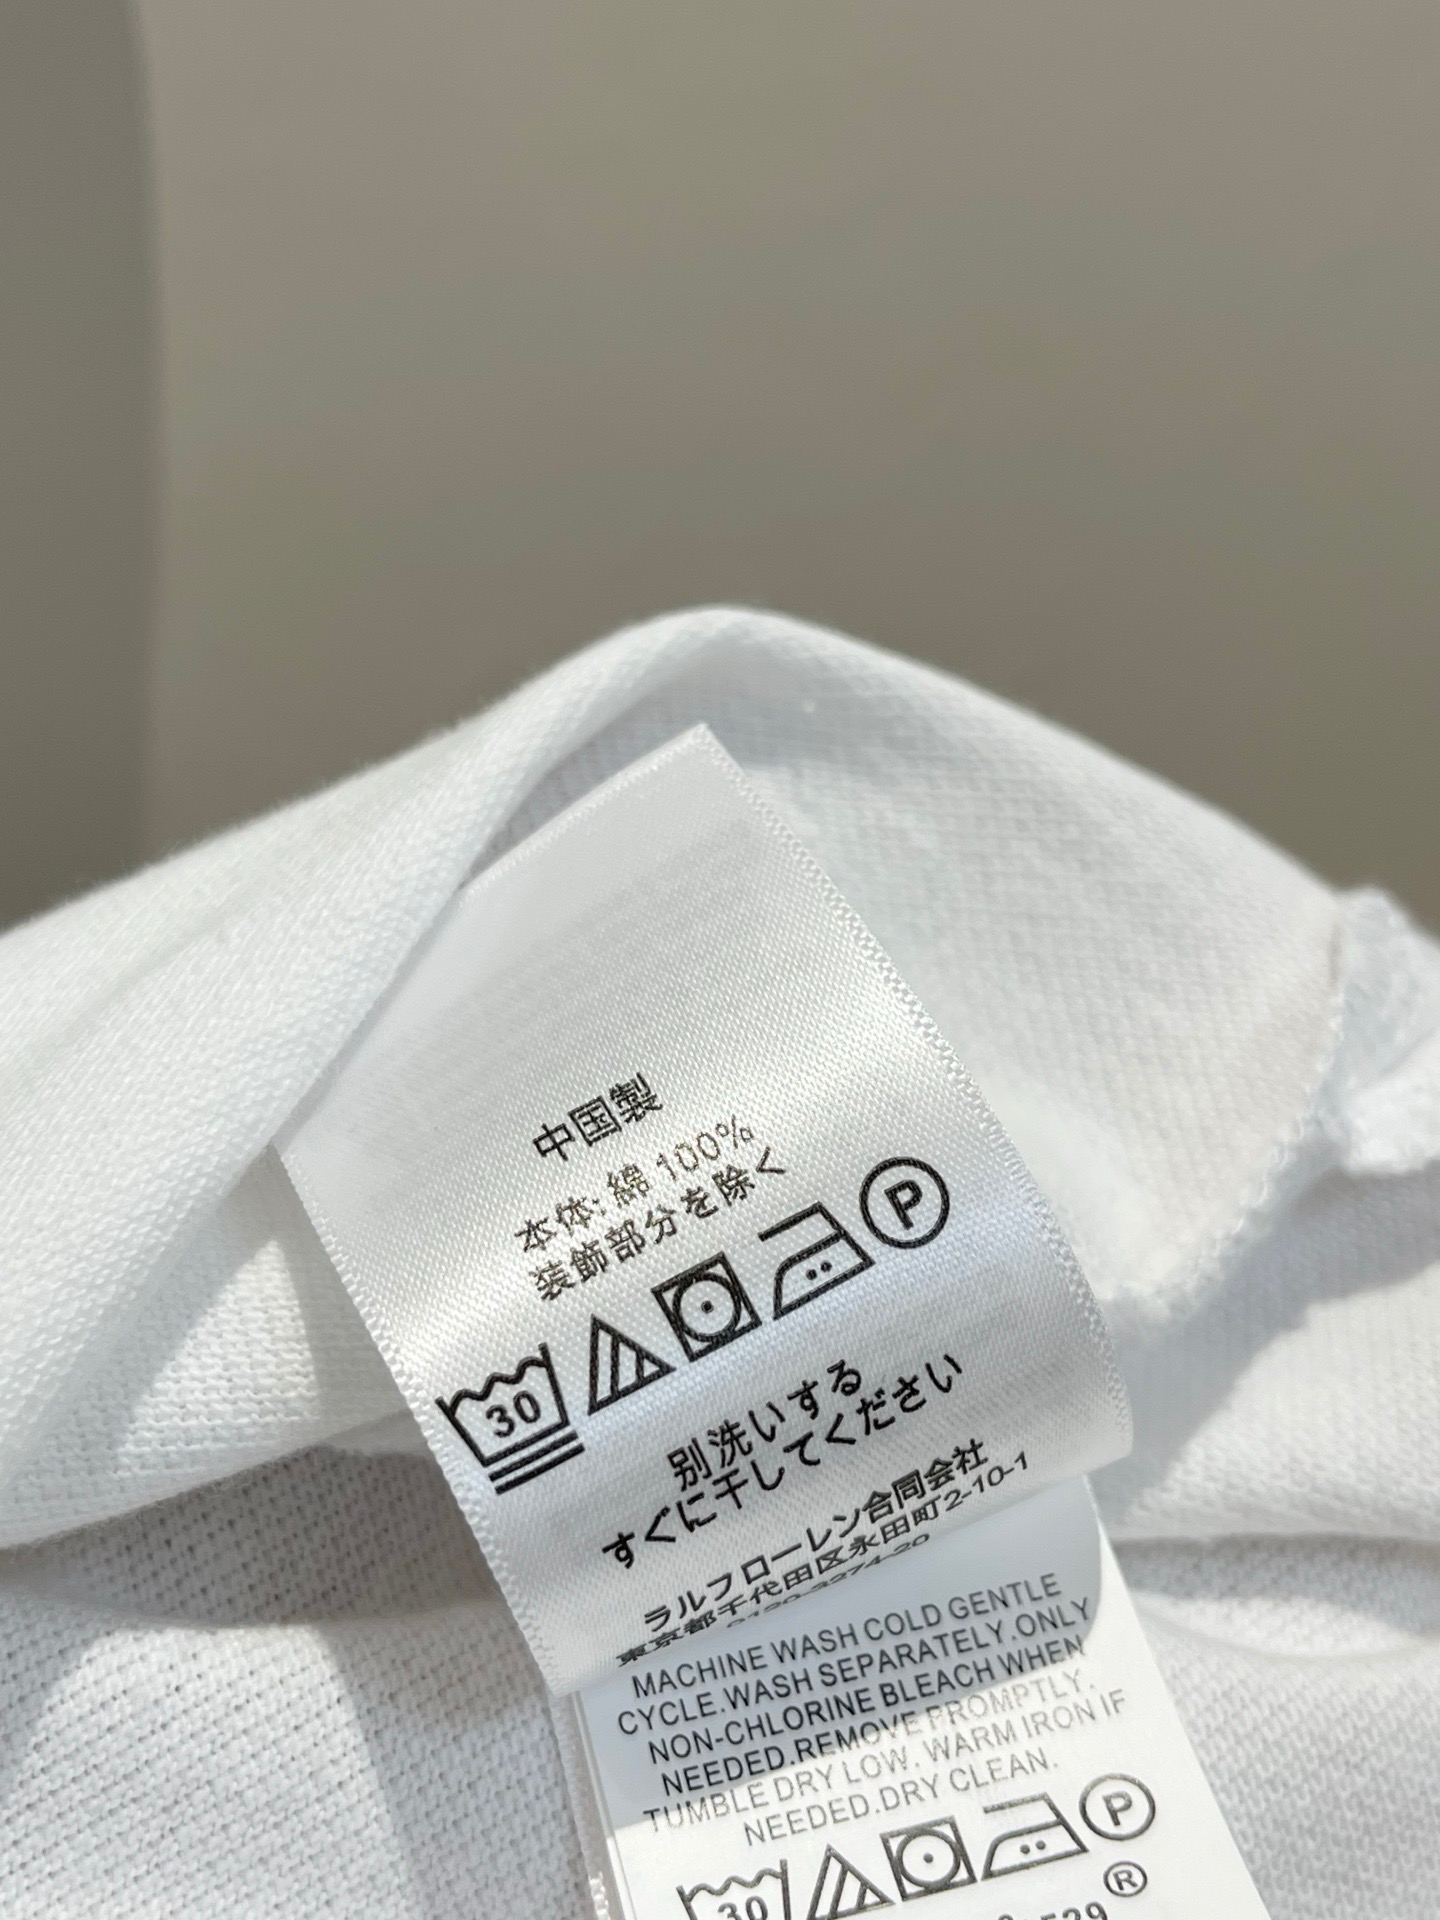 中国製
本体:綿 100%
装飾部分を除く
30
P
別洗いする
すぐに干してください
ラルフローレン合同会社
東京都千代田区永田町2-10-1
0120-3274-20
MACHINE WASH COLD GENTLE
CYCLE.WASH SEPARATELY.ONLY
NON-CHLORINE BLEACH WHEN
NEEDED.REMOVE PROMPTLY.
TUMBLE DRY LOW. WARM IRON IF
NEEDED.DRY CLEAN.
30
P
®